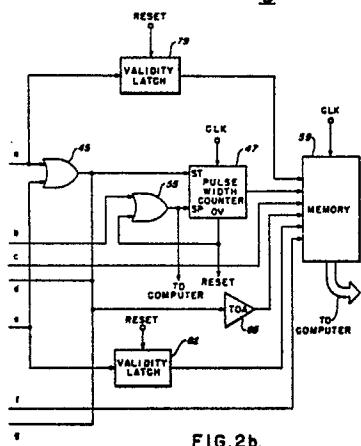 RESET
79
VALIDITY
LATCH
CLK
59
a
45
CLK
47
ST
PULSE
WIDTH
COUNTER
OV
55
SP
MEMORY
b
c
TO
COMPUTER
RESET
d
TOA
RESET
e
VALIDITY
LATCH
TO
COMPUTER
f
g
FIG.2b.